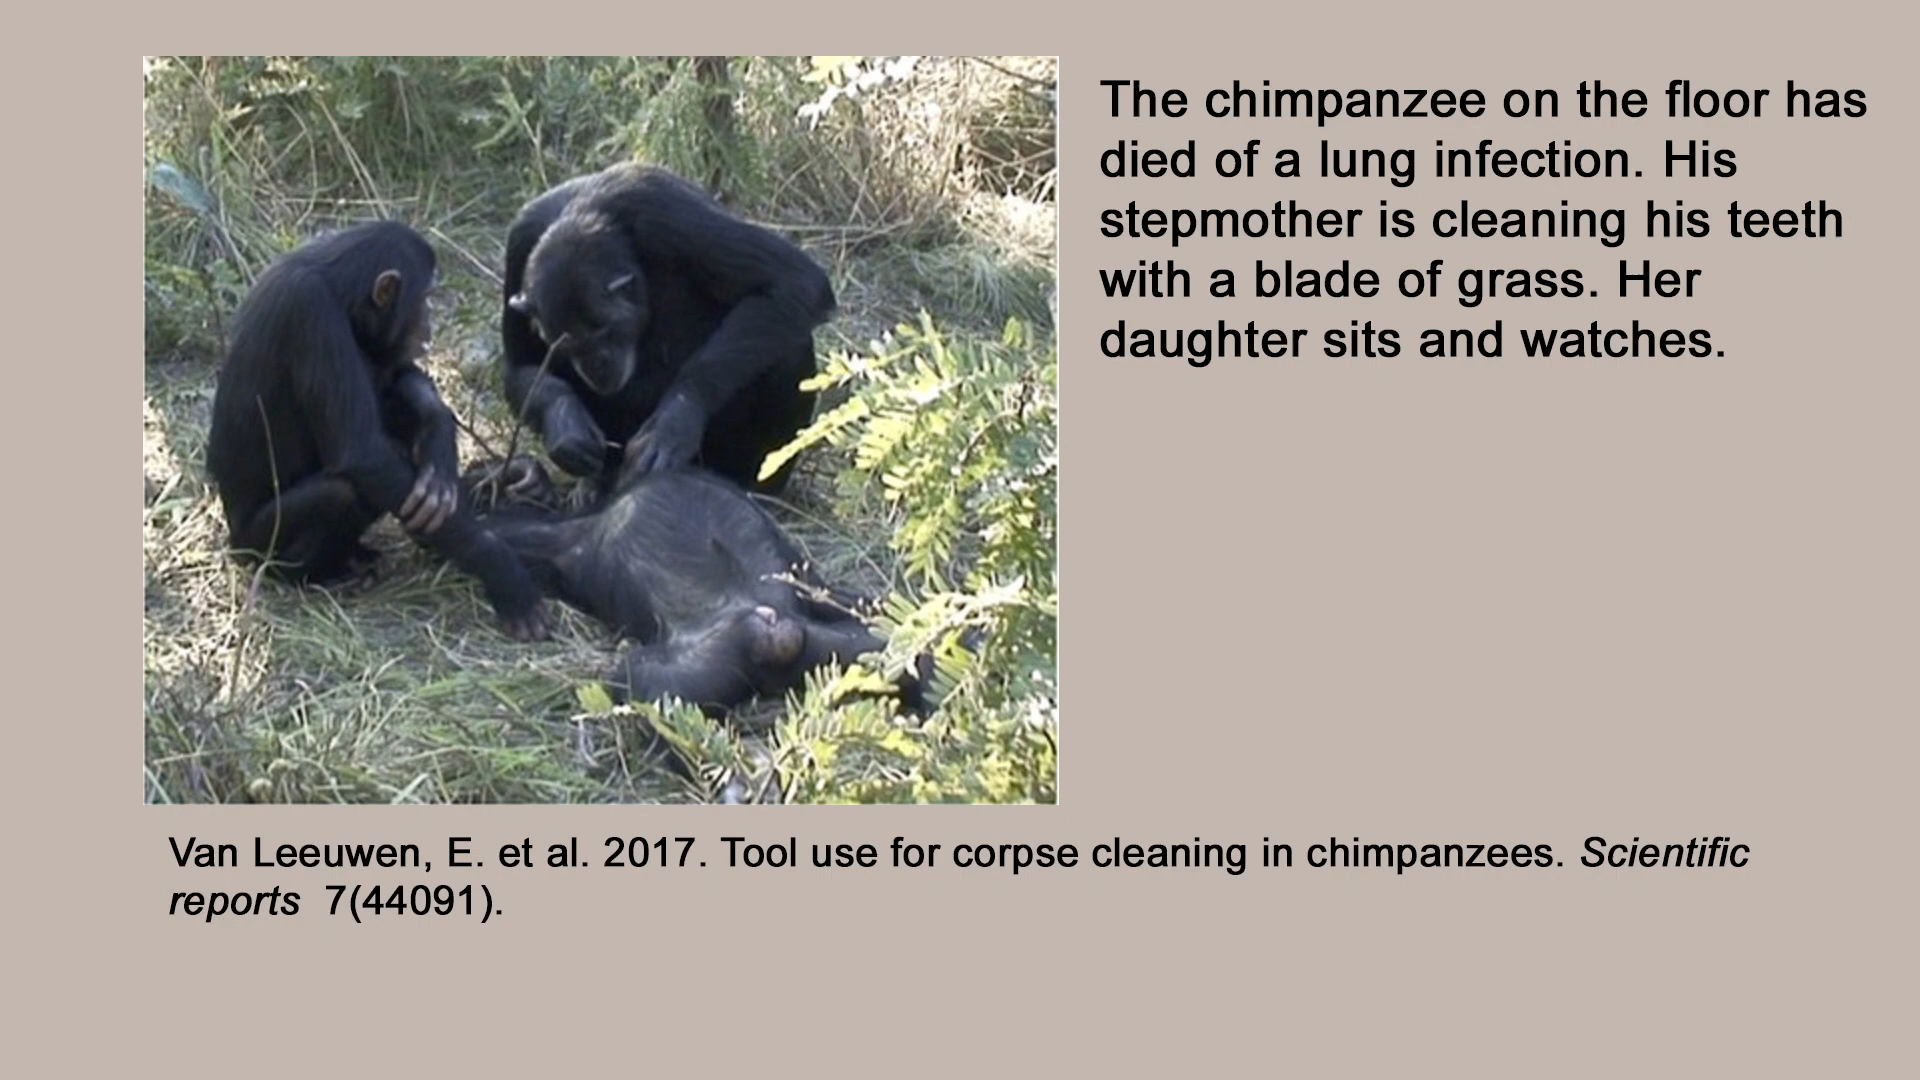 The chimpanzee on the floor has
died of a lung infection. His
stepmother is cleaning his teeth
with a blade of grass. Her
daughter sits and watches.
Van Leeuwen, E. et al. 2017. Tool use for corpse cleaning in chimpanzees. Scientific
reports 7(44091).